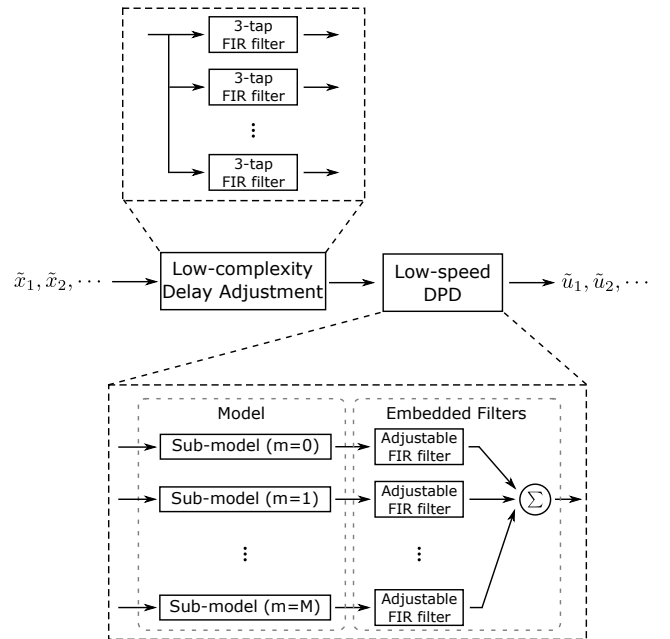 3-tap
FIR filter
3-tap
FIR filter
⋮
3-tap
FIR filter
x̃₁, x̃₂, ⋯
Low-complexity
Delay Adjustment
Low-speed
DPD
ũ₁, ũ₂, ⋯
Model
Embedded Filters
Sub-model (m=0)
Adjustable
FIR filter
Sub-model (m=1)
Adjustable
FIR filter
∑
⋮
⋮
Sub-model (m=M)
Adjustable
FIR filter